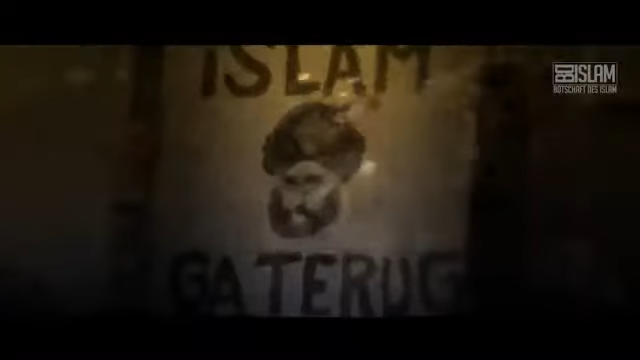 ISLAM
GA TERUG
ISLAM
BOTSCHAFT DES ISLAM